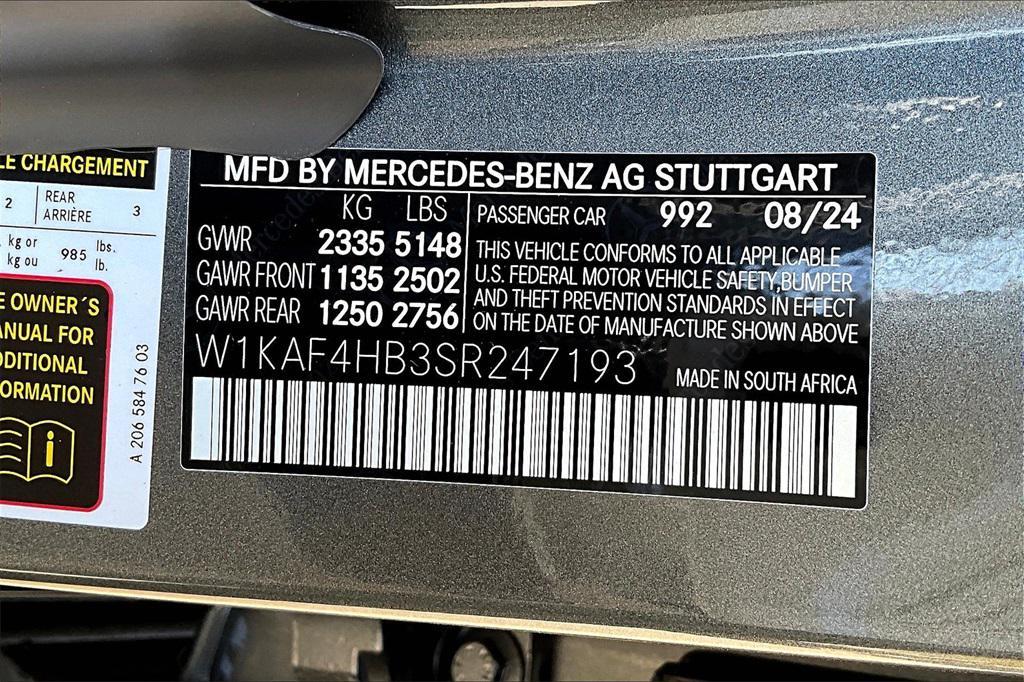 LE CHARGEMENT
2 REAR ARRIÈRE 3
kg or 985 lbs.
kg ou lb.
OWNER´S
FOR
A 206 584 76 03
MFD BY MERCEDES-BENZ AG STUTTGART
KG LBS
GVWR 2335 5148
GAWR FRONT 1135 2502
GAWR REAR 1250 2756
PASSENGER CAR 992 08/24
THIS VEHICLE CONFORMS TO ALL APPLICABLE
U.S. FEDERAL MOTOR VEHICLE SAFETY,BUMPER
AND THEFT PREVENTION STANDARDS IN EFFECT
ON THE DATE OF MANUFACTURE SHOWN ABOVE
W1KAF4HB3SR247193
MADE IN SOUTH AFRICA